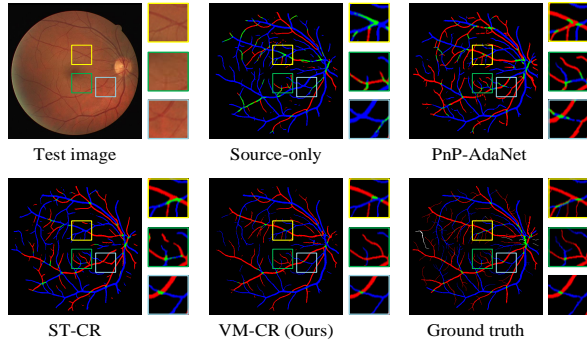 Test image
Source-only
PnP-AdaNet
ST-CR
VM-CR (Ours)
Ground truth